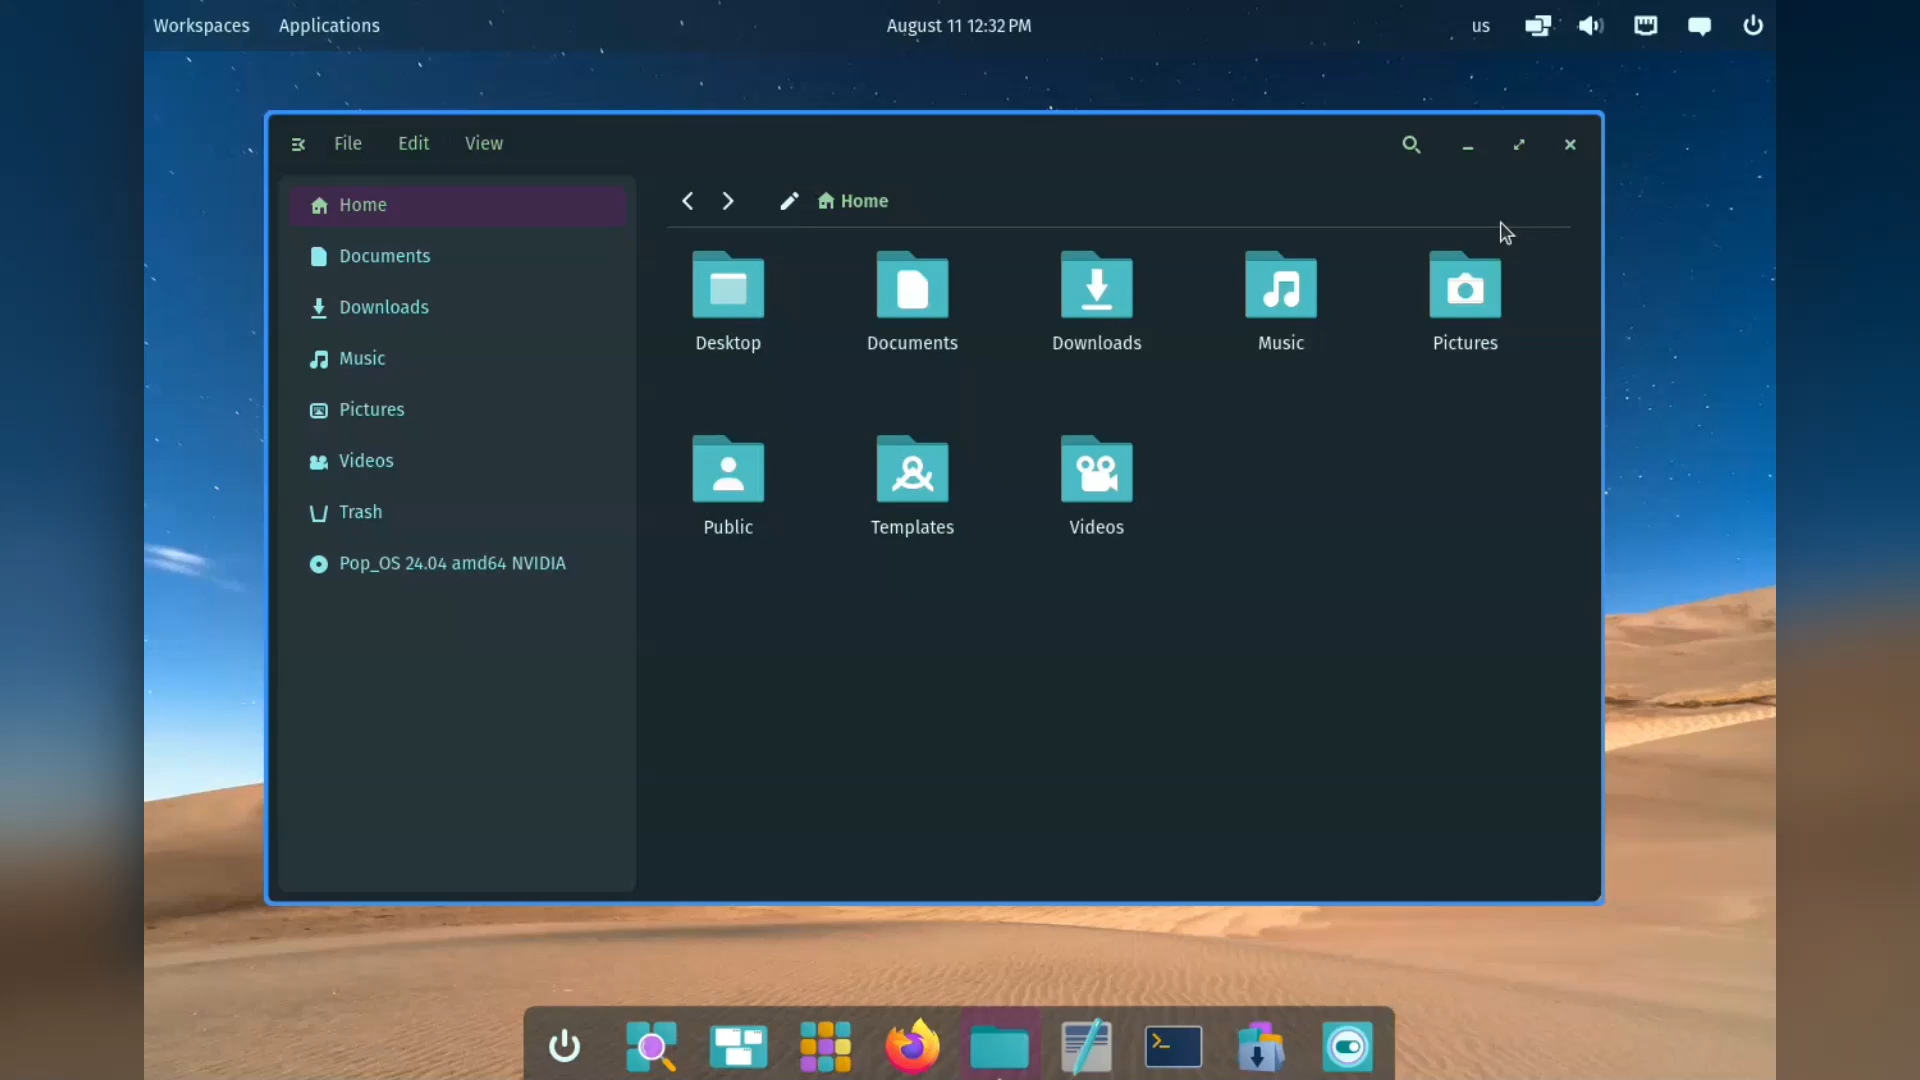 Workspaces Applications August 11 12:32 PM us
File Edit View
Home
Documents
Downloads
Music
Pictures
Videos
Trash
Pop_OS 24.04 amd64 NVIDIA
Home
Desktop Documents Downloads Music Pictures
Public Templates Videos